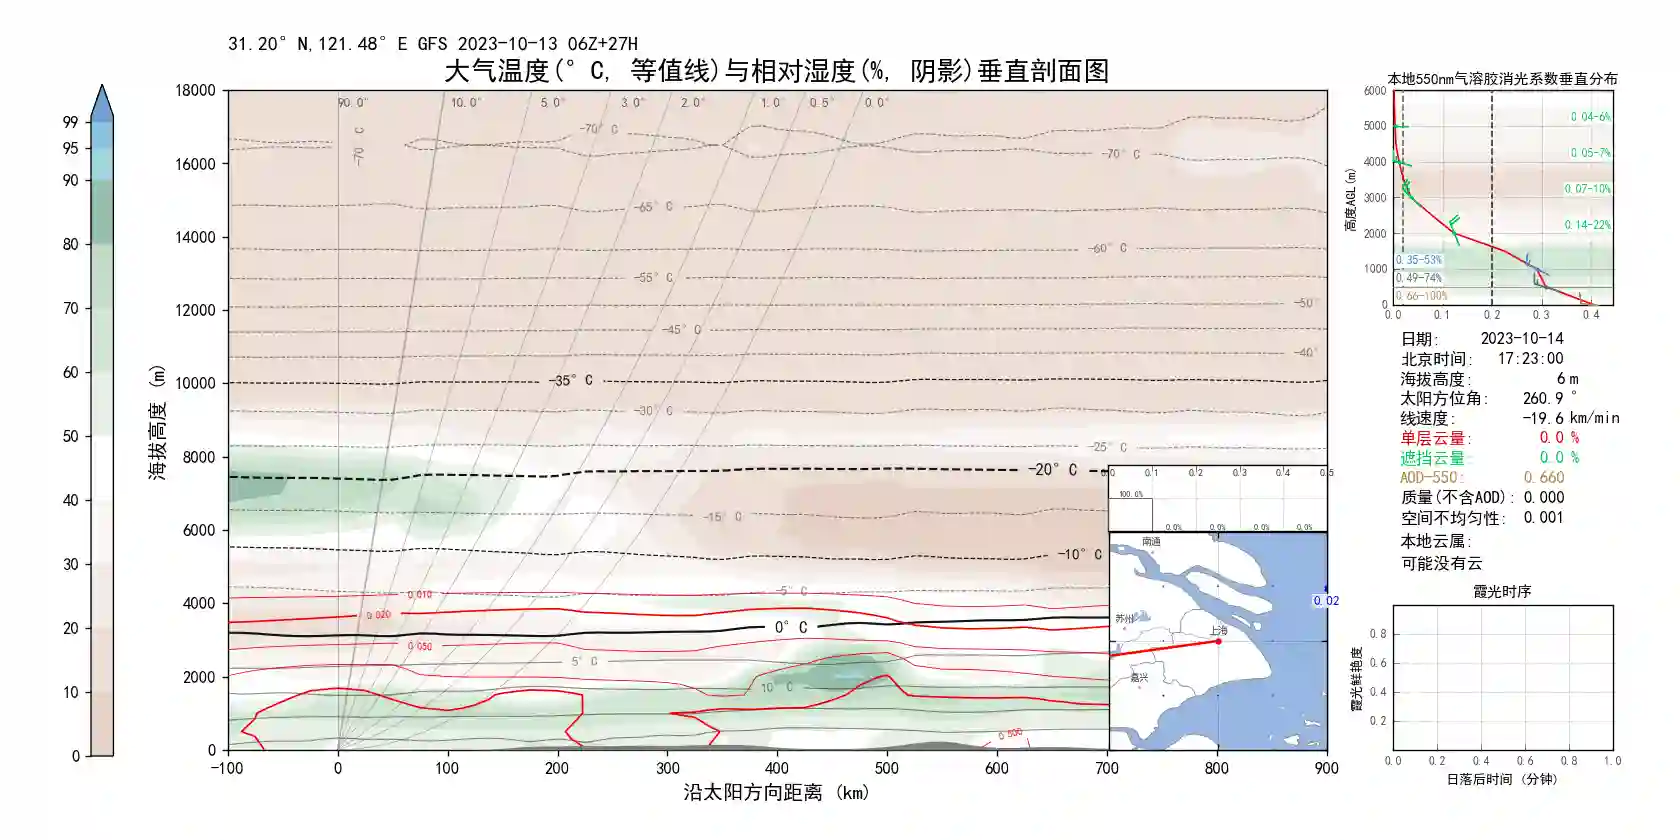 31.20° N,121.48° E GFS 2023-10-13 06Z+27H
大气温度(° C, 等值线)与相对湿度(%, 阴影)垂直剖面图
99
95
90
80
70
60
50
40
30
20
10
0
海拔高度 (m)
18000
16000
14000
12000
10000
8000
6000
4000
2000
0
90.0° 10.0° 5.0° 3.0° 2.0° 1.0° 0.5° 0.0°
-70° C
-70 C
-70° C
-65° C
-60° C
-55° C
-50°
-45° C
-40°
-35° C
-30° C
-25° C
-20° C
-15° C
-10° C
-5° C
0.010
0.020
0° C
0.050
5° C
10° C
0.500
-100 0 100 200 300 400 500 600 700 800 900
沿太阳方向距离 (km)
0.0 0.1 0.2 0.3 0.4 0.5
100.0%
0.0% 0.0% 0.0% 0.0%
南通
苏州
上海
嘉兴
0.02
本地550nm气溶胶消光系数垂直分布
高度AGL(m)
6000
5000
4000
3000
2000
1000
0
0.04-6%
0.05-7%
0.07-10%
0.14-22%
0.35-53%
0.49-74%
0.66-100%
0.0 0.1 0.2 0.3 0.4
日期: 2023-10-14
北京时间: 17:23:00
海拔高度: 6 m
太阳方位角: 260.9 °
线速度: -19.6 km/min
单层云量: 0.0 %
遮挡云量: 0.0 %
AOD-550: 0.660
质量(不含AOD): 0.000
空间不均匀性: 0.001
本地云属:
可能没有云
霞光时序
霞光鲜艳度
0.8
0.6
0.4
0.2
0.0 0.2 0.4 0.6 0.8 1.0
日落后时间 (分钟)